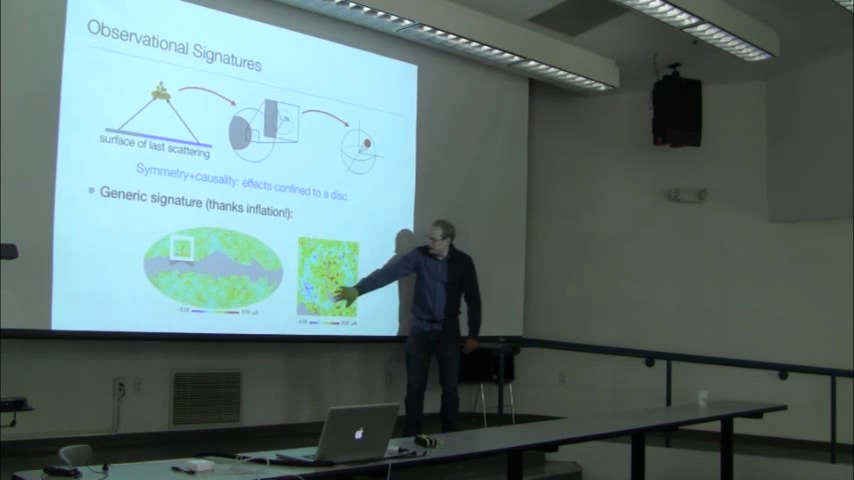 Observational Signatures
surface of last scattering
Symmetry+causality: effects confined to a disc.
• Generic signature (thanks inflation!):